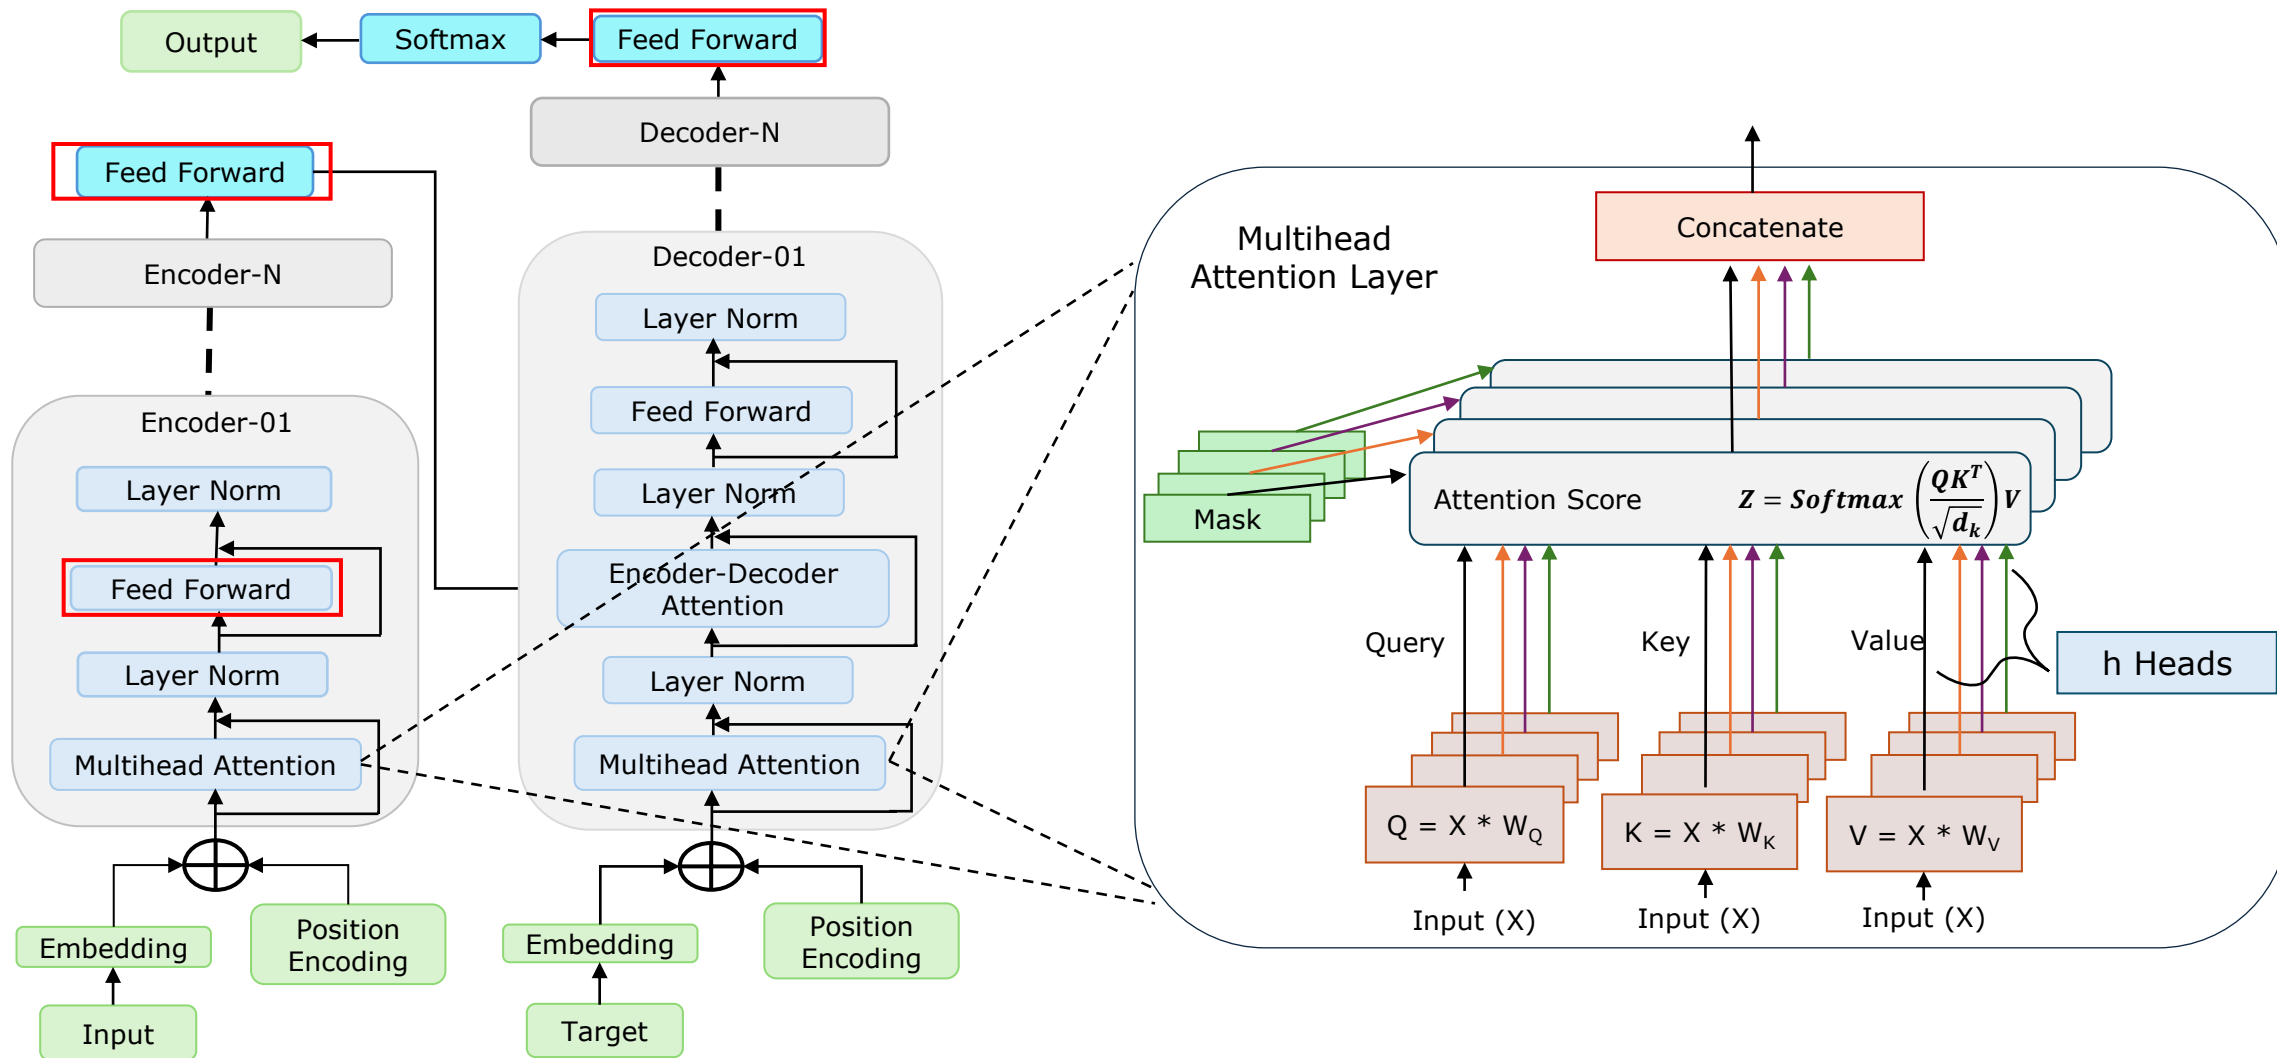 Output
Softmax
Feed Forward
Decoder-N
Feed Forward
Encoder-N
Encoder-01
Layer Norm
Feed Forward
Layer Norm
Multihead Attention
Embedding
Position
Encoding
Input
Decoder-01
Layer Norm
Feed Forward
Layer Norm
Encoder-Decoder
Attention
Layer Norm
Multihead Attention
Embedding
Position
Encoding
Target
Multihead
Attention Layer
Concatenate
Mask
Attention Score
Z = Softmax (QK^T / √d_k) V
Query
Key
Value
h Heads
Q = X * W_Q
K = X * W_K
V = X * W_V
Input (X)
Input (X)
Input (X)